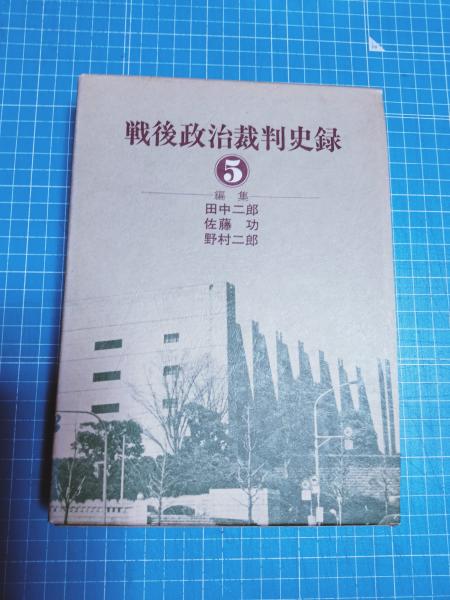 戦後政治裁判史録
5
編集
田中二郎
佐藤 功
野村二郎